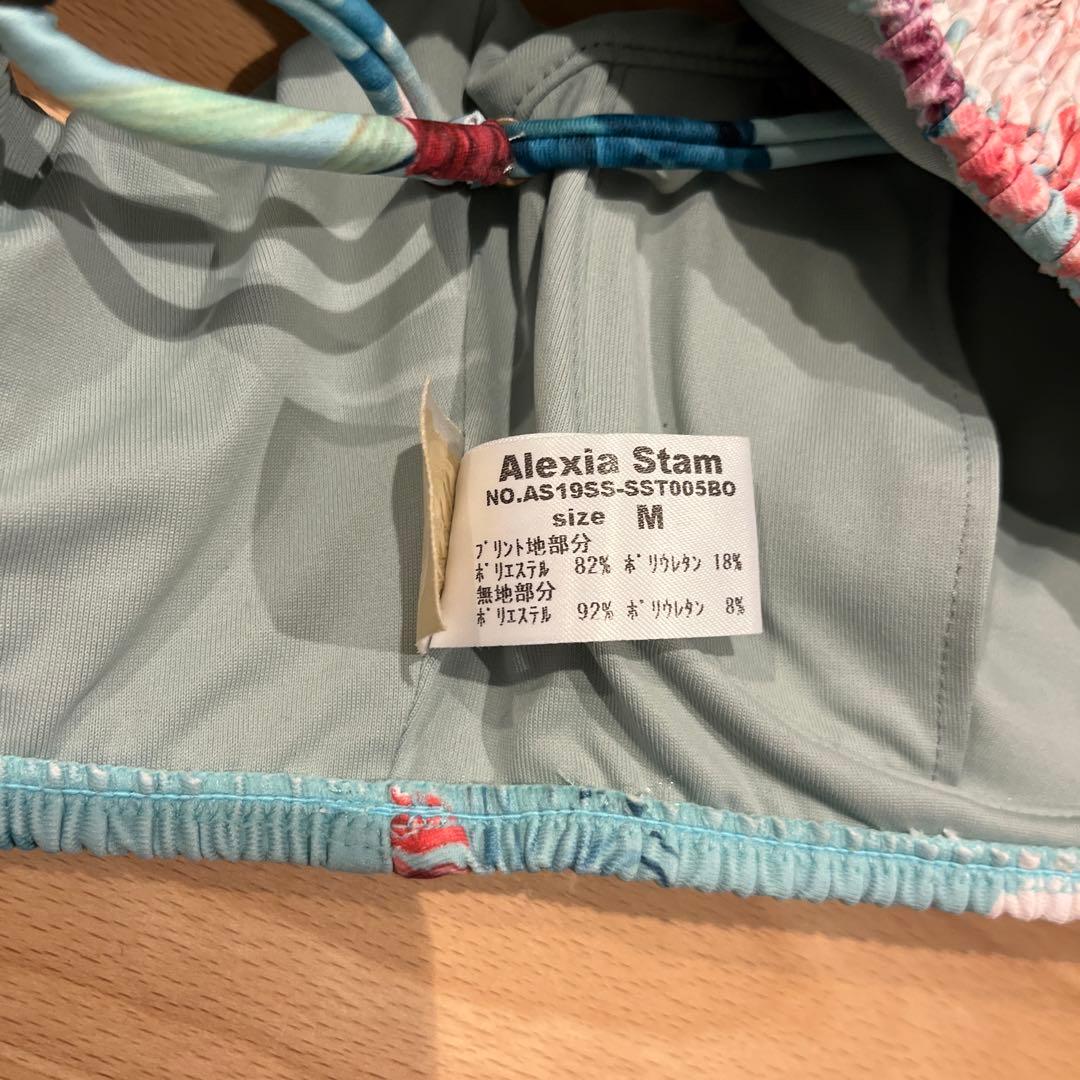 Alexia Stam
NO.AS19SS-SST005BO
size M
プリント地部分
ポリエステル 82% ポリウレタン 18%
無地部分
ポリエステル 92% ポリウレタン 8%